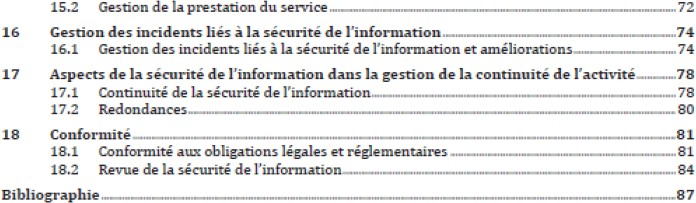 15.2 Gestion de la prestation du service 72
16 Gestion des incidents liés à la sécurité de l'information 74
16.1 Gestion des incidents liés à la sécurité de l'information et améliorations 74
17 Aspects de la sécurité de l'information dans la gestion de la continuité de l'activité 78
17.1 Continuité de la sécurité de l'information 78
17.2 Redondances 80
18 Conformité 81
18.1 Conformité aux obligations légales et réglementaires 81
18.2 Revue de la sécurité de l'information 84
Bibliographie 87